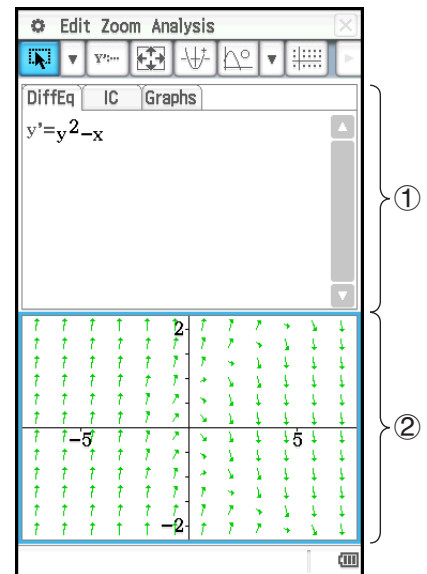 Edit Zoom Analysis
Y':...
DiffEq IC Graphs
y'=y²-x
①
2
-5 5
②
-2